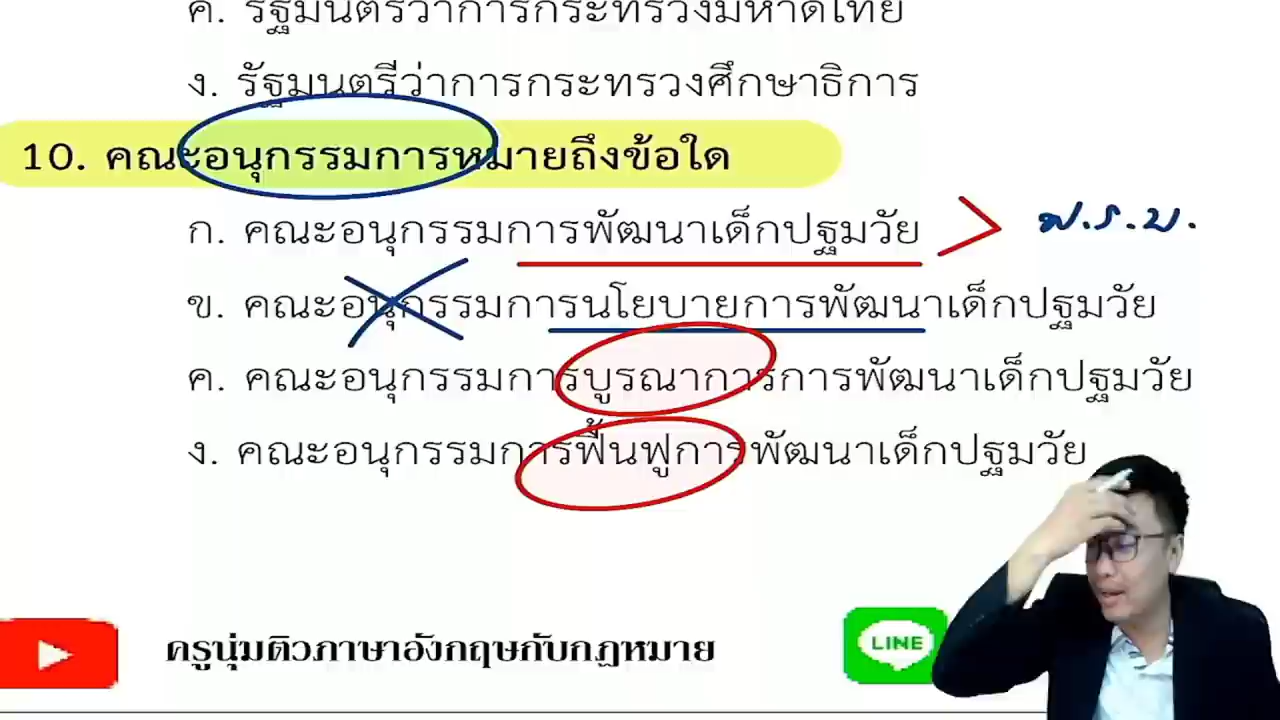 ค. รัฐมนตรีว่าการกระทรวงมหาดไทย
ง. รัฐมนตรีว่าการกระทรวงศึกษาธิการ
10. คณะอนุกรรมการหมายถึงข้อใด
ก. คณะอนุกรรมการพัฒนาเด็กปฐมวัย
พ.ร.บ.
ข. คณะอนุกรรมการนโยบายการพัฒนาเด็กปฐมวัย
ค. คณะอนุกรรมการบูรณาการการพัฒนาเด็กปฐมวัย
ง. คณะอนุกรรมการฟื้นฟูการพัฒนาเด็กปฐมวัย
ครูนุ่มติวภาษาอังกฤษกับกฎหมาย
LINE